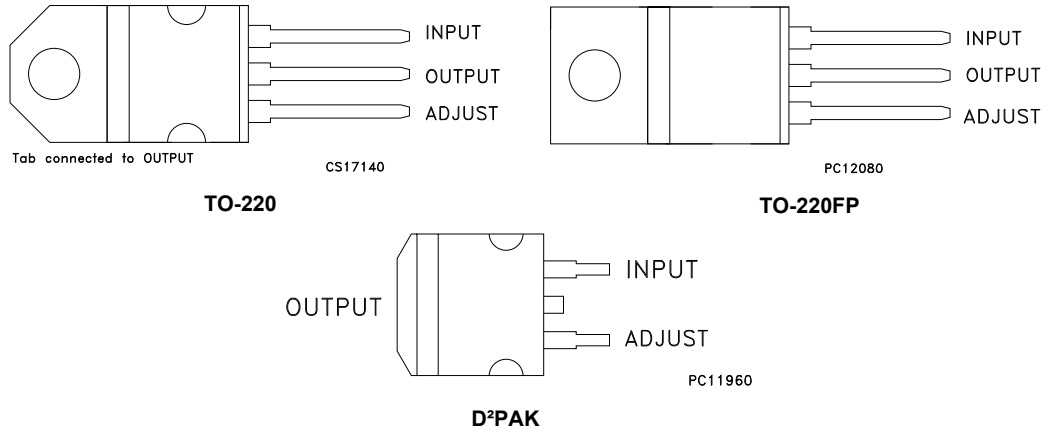 INPUT
OUTPUT
ADJUST
Tab connected to OUTPUT
CS17140
TO-220
INPUT
OUTPUT
ADJUST
PC12080
TO-220FP
OUTPUT
INPUT
ADJUST
PC11960
D²PAK